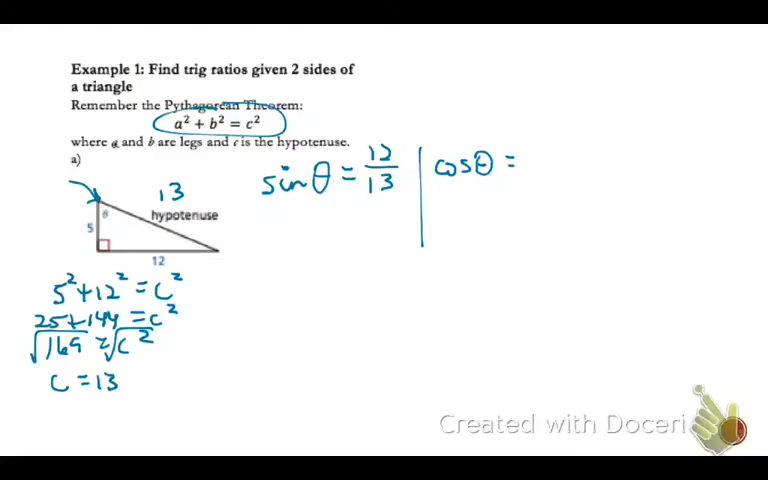 Example 1: Find trig ratios given 2 sides of
a triangle
Remember the Pythagorean Theorem:
a² + b² = c²
where a and b are legs and c is the hypotenuse.
a)
sinθ = 12/13
cosθ =
13
θ
hypotenuse
5
12
5² + 12² = c²
25 + 144 = c²
√169 = √c²
c = 13
Created with Doceri